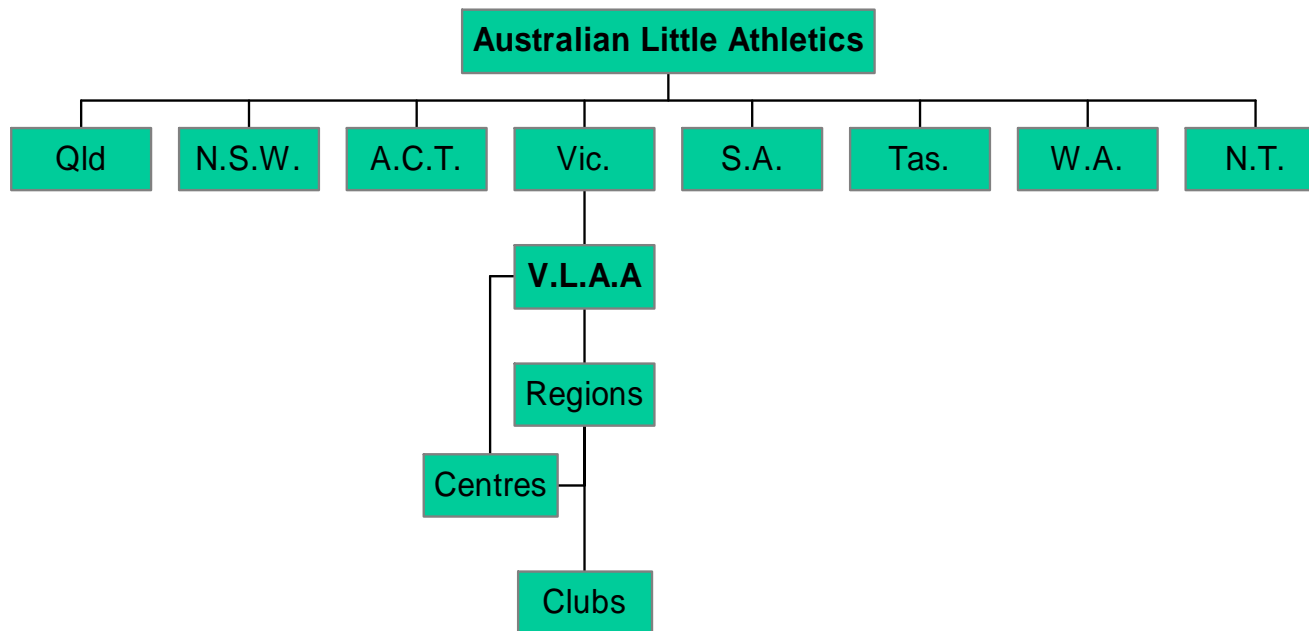 Australian Little Athletics
Qld
N.S.W.
A.C.T.
Vic.
S.A.
Tas.
W.A.
N.T.
V.L.A.A
Regions
Centres
Clubs